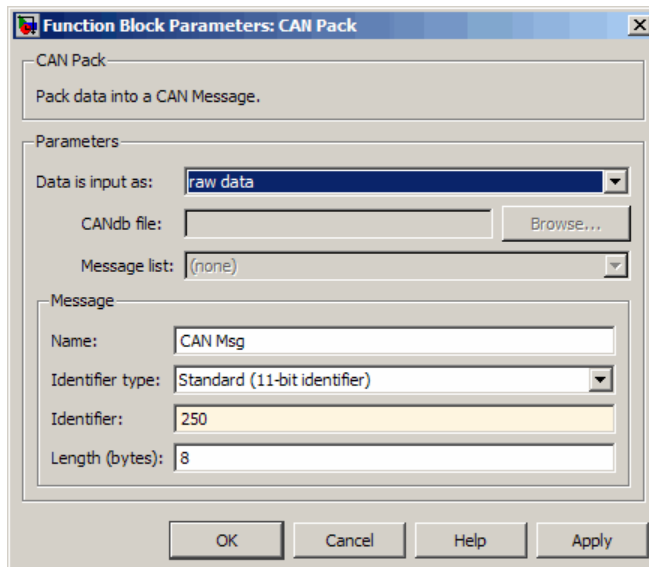 Function Block Parameters: CAN Pack
CAN Pack
Pack data into a CAN Message.
Parameters
Data is input as: raw data
CANdb file: Browse...
Message list: (none)
Message
Name: CAN Msg
Identifier type: Standard (11-bit identifier)
Identifier: 250
Length (bytes): 8
OK Cancel Help Apply